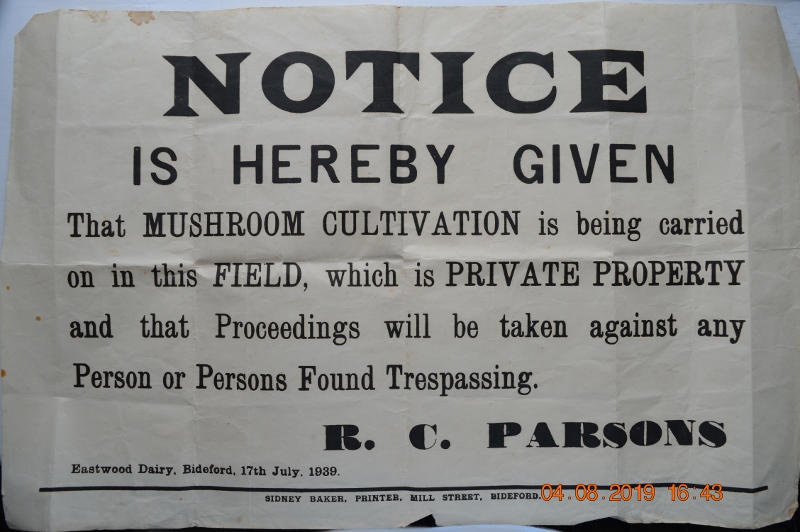 NOTICE
IS HEREBY GIVEN
That MUSHROOM CULTIVATION is being carried
on in this FIELD, which is PRIVATE PROPERTY
and that Proceedings will be taken against any
Person or Persons Found Trespassing.
R. C. PARSONS
Eastwood Dairy, Bideford, 17th July, 1939.
SIDNEY BAKER, PRINTER, MILL STREET, BIDEFORD.
04.08.2019 16:43